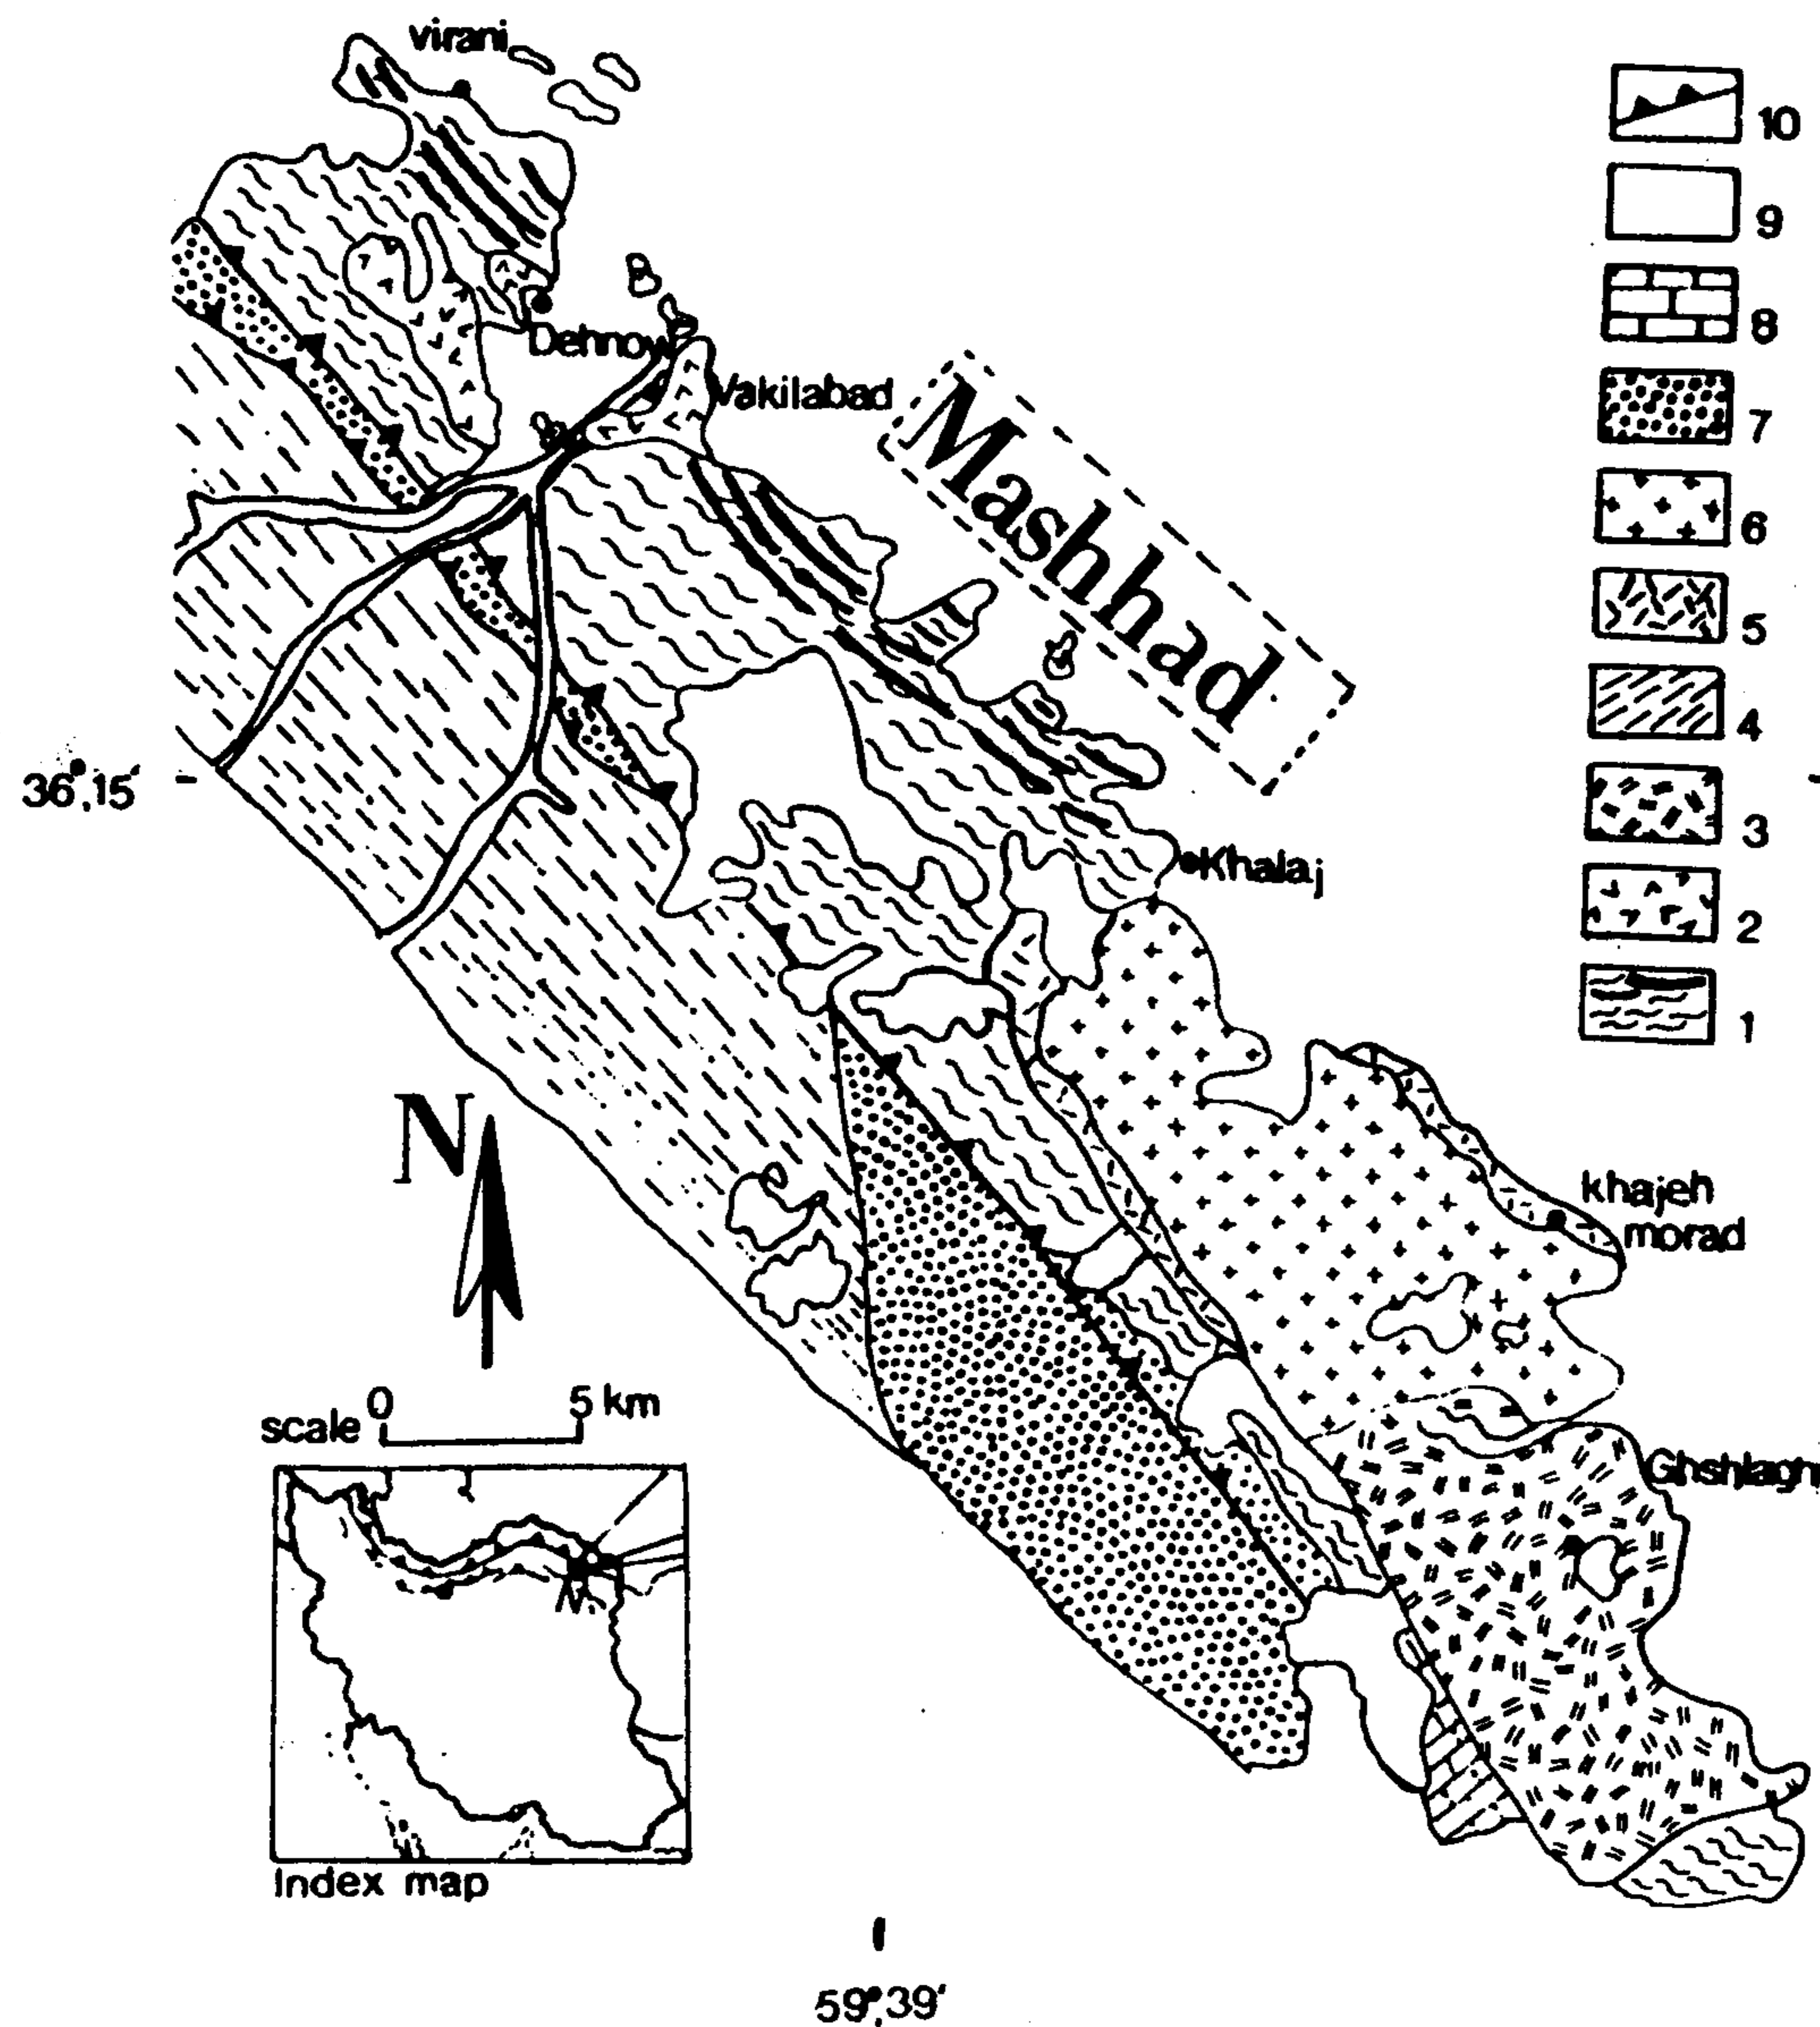 virani
Dehnow
Vakilabad
Mashhad
36°,15′
Khalaj
khajeh
morad
Ghshlagh
N
scale 0 5 km
Index map
59°,39′
10
9
8
7
6
5
4
3
2
1